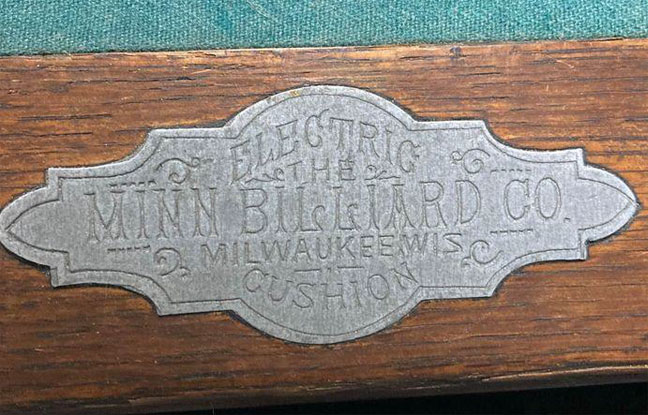 ELECTRIC
THE
MINN BILLIARD CO.
MILWAUKEE WIS
CUSHION